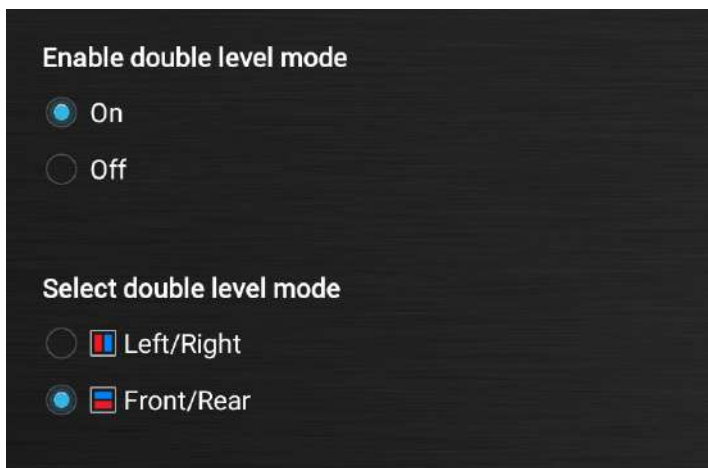 Enable double level mode
On
Off
Select double level mode
Left/Right
Front/Rear